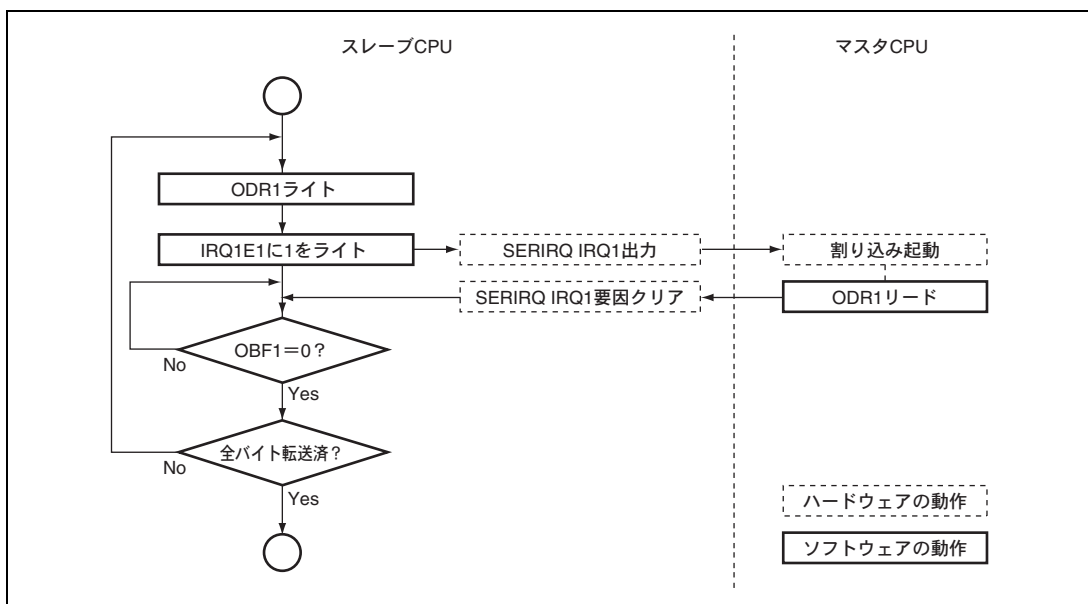 スレーブCPU
マスタCPU
ODR1ライト
IRQ1E1に1をライト
SERIRQ IRQ1出力
割り込み起動
SERIRQ IRQ1要因クリア
ODR1リード
OBF1＝0？
No
Yes
全バイト転送済？
No
Yes
ハードウェアの動作
ソフトウェアの動作